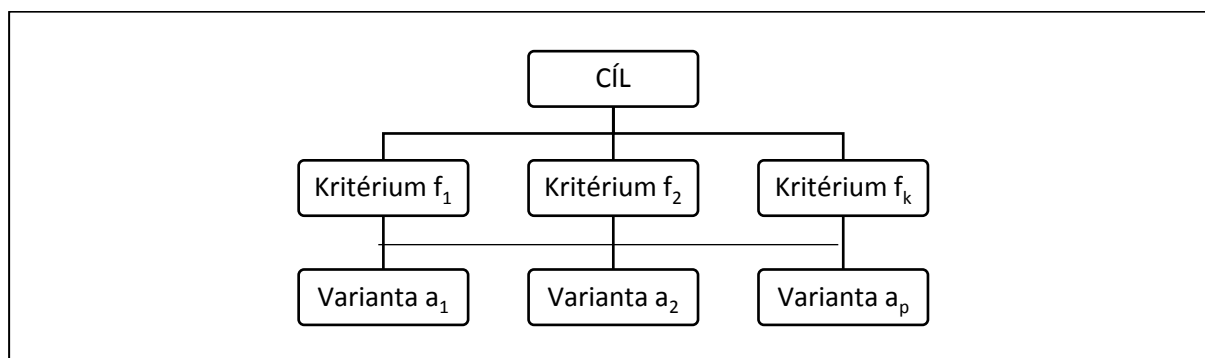 CÍL
Kritérium f₁ Kritérium f₂ Kritérium fₖ
Varianta a₁ Varianta a₂ Varianta aₚ